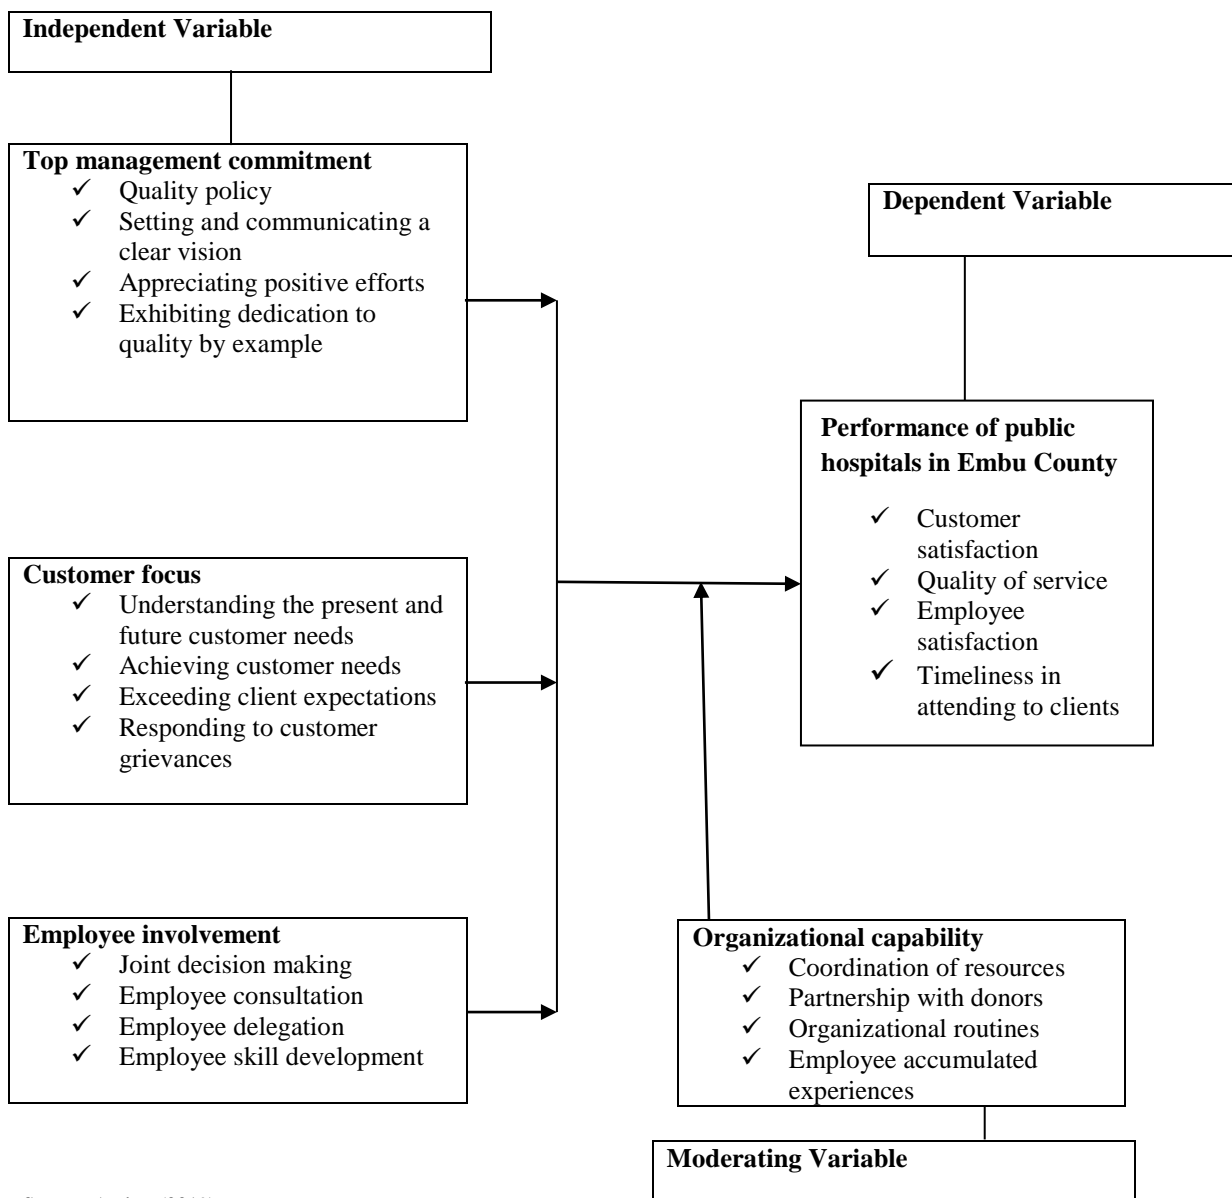 Independent Variable
Top management commitment
✓ Quality policy
✓ Setting and communicating a
clear vision
✓ Appreciating positive efforts
✓ Exhibiting dedication to
quality by example
Customer focus
✓ Understanding the present and
future customer needs
✓ Achieving customer needs
✓ Exceeding client expectations
✓ Responding to customer
grievances
Employee involvement
✓ Joint decision making
✓ Employee consultation
✓ Employee delegation
✓ Employee skill development
Dependent Variable
Performance of public
hospitals in Embu County
✓ Customer
satisfaction
✓ Quality of service
✓ Employee
satisfaction
✓ Timeliness in
attending to clients
Organizational capability
✓ Coordination of resources
✓ Partnership with donors
✓ Organizational routines
✓ Employee accumulated
experiences
Moderating Variable